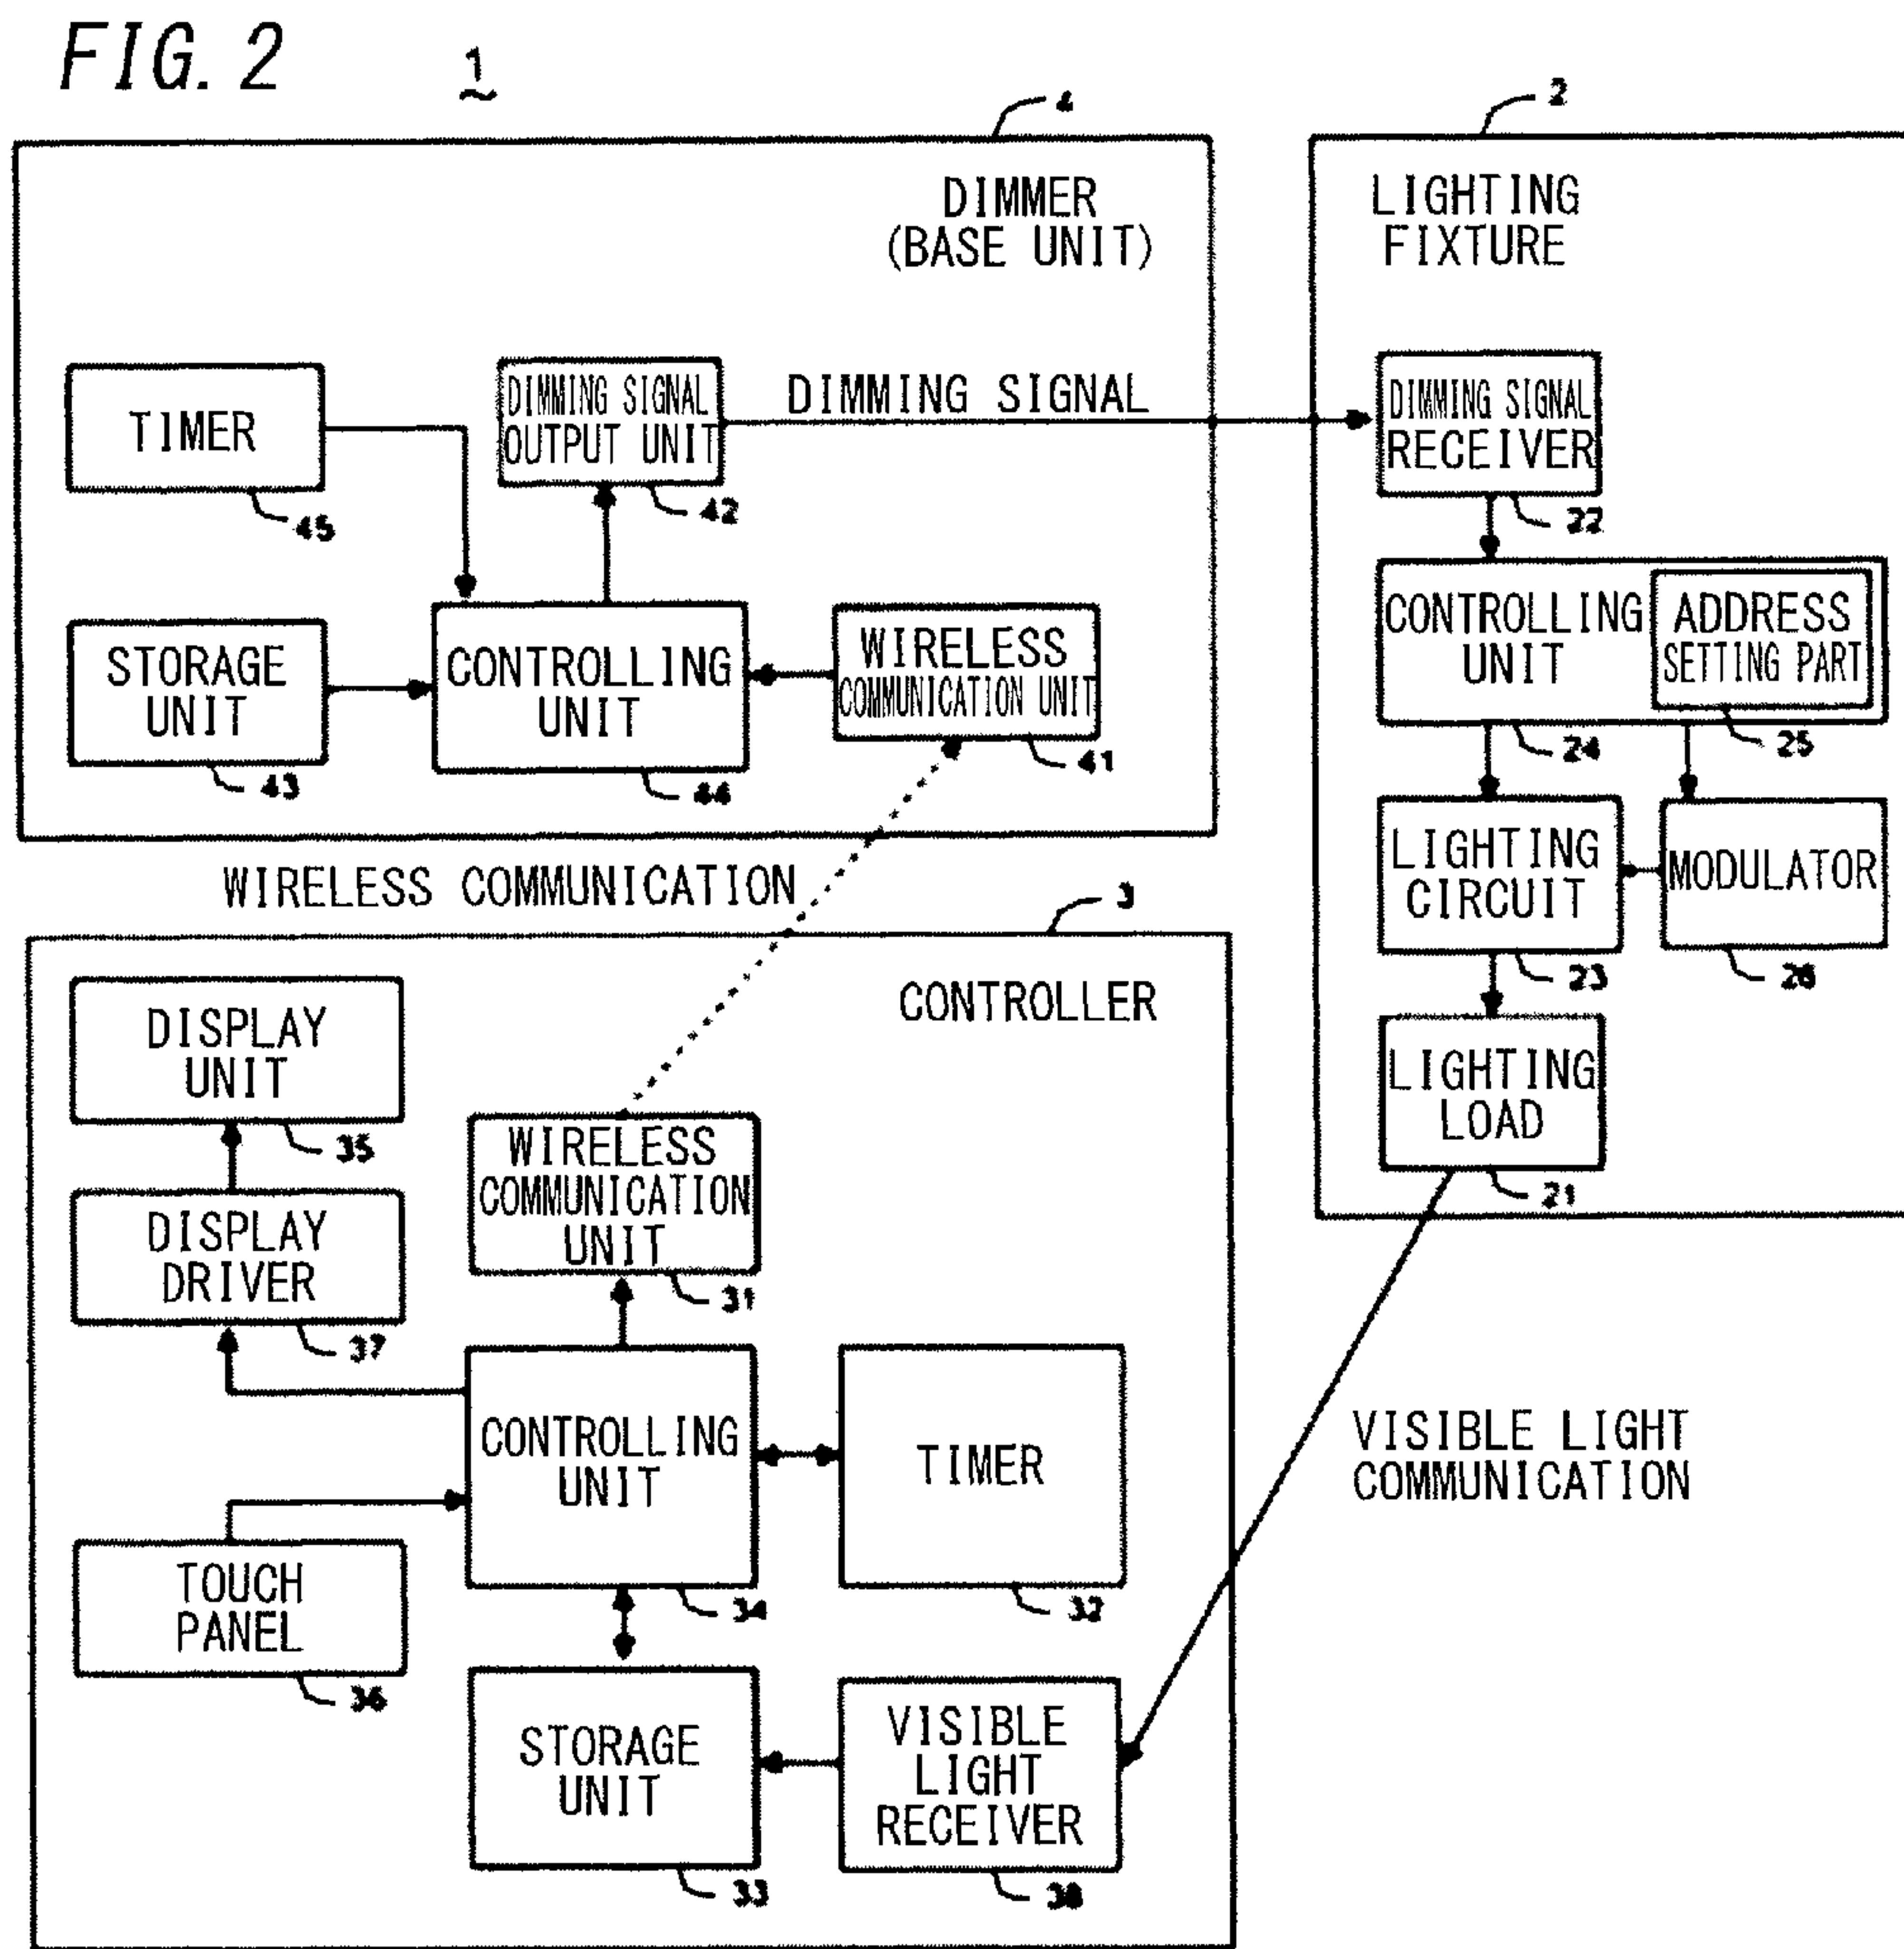 FIG. 2
1
4
DIMMER
(BASE UNIT)
TIMER
45
DIMMING SIGNAL
OUTPUT UNIT
42
DIMMING SIGNAL
STORAGE
UNIT
43
CONTROLLING
UNIT
44
WIRELESS
COMMUNICATION UNIT
41
2
LIGHTING
FIXTURE
DIMMING SIGNAL
RECEIVER
22
CONTROLLING
UNIT
24
ADDRESS
SETTING PART
25
LIGHTING
CIRCUIT
23
MODULATOR
26
LIGHTING
LOAD
21
WIRELESS COMMUNICATION
3
CONTROLLER
DISPLAY
UNIT
35
DISPLAY
DRIVER
37
WIRELESS
COMMUNICATION
UNIT
31
CONTROLLING
UNIT
34
TIMER
32
TOUCH
PANEL
36
STORAGE
UNIT
33
VISIBLE
LIGHT
RECEIVER
38
VISIBLE LIGHT
COMMUNICATION